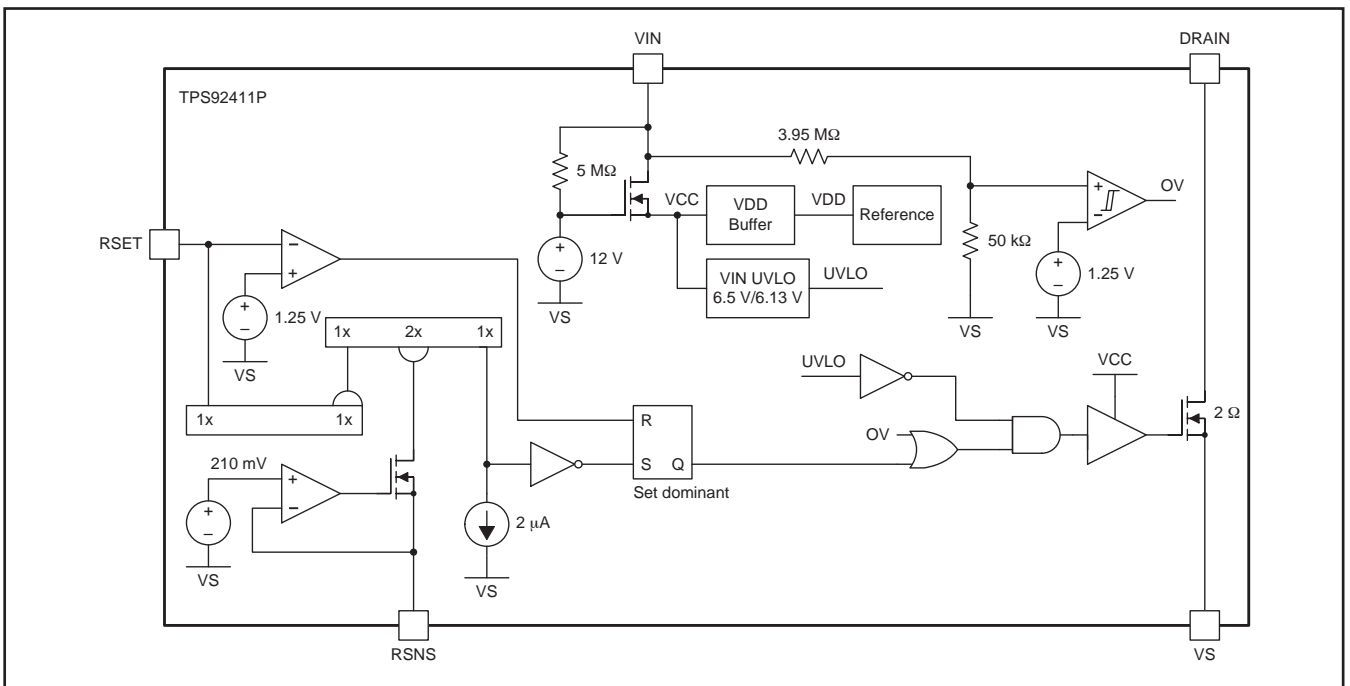 VIN
DRAIN
TPS92411P
3.95 MΩ
5 MΩ
VCC
VDD
Buffer
VDD
Reference
+
−
OV
RSET
−
+
+
−
12 V
50 kΩ
+
−
1.25 V
VIN UVLO
6.5 V/6.13 V
UVLO
+
−
1.25 V
VS
VS
VS
1x
2x
1x
VS
UVLO
VCC
1x
1x
R
2 Ω
OV
210 mV
S
Q
+
−
Set dominant
+
−
2 μA
VS
VS
RSNS
VS